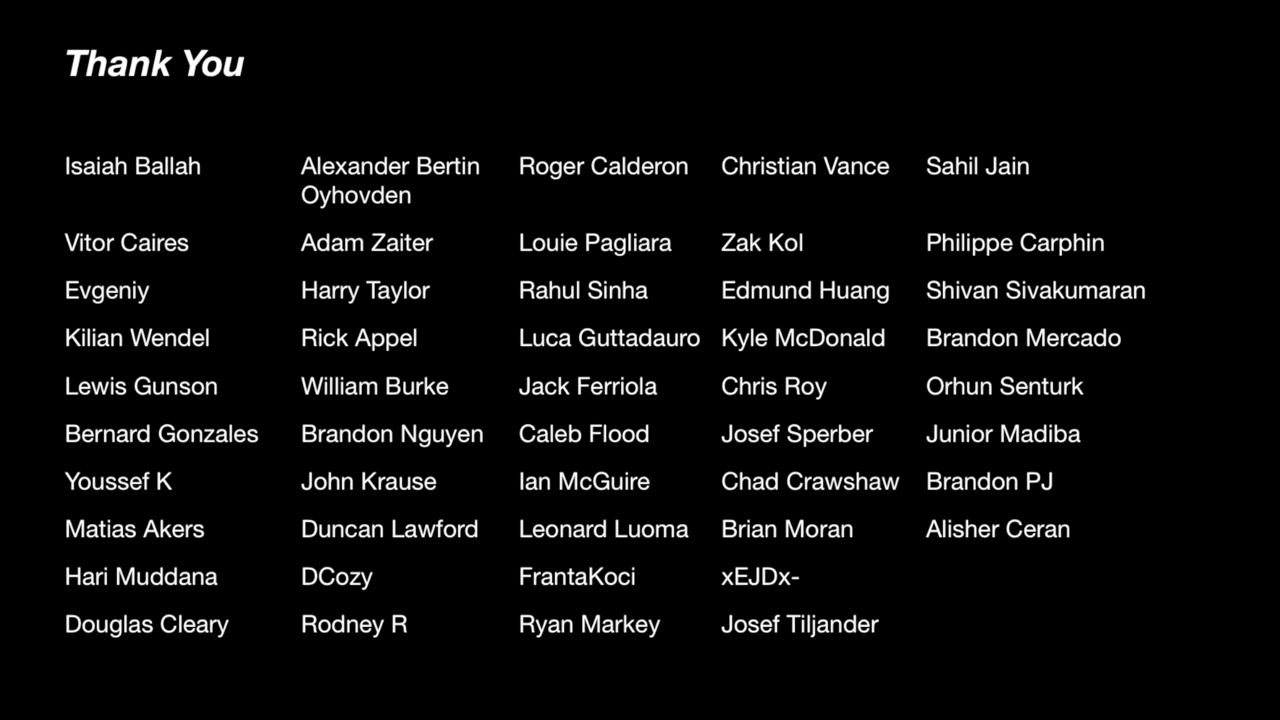 Thank You
Isaiah Ballah
Alexander Bertin
Oyhovden
Roger Calderon
Christian Vance
Sahil Jain
Vitor Caires
Adam Zaiter
Louie Pagliara
Zak Kol
Philippe Carphin
Evgeniy
Harry Taylor
Rahul Sinha
Edmund Huang
Shivan Sivakumaran
Kilian Wendel
Rick Appel
Luca Guttadauro
Kyle McDonald
Brandon Mercado
Lewis Gunson
William Burke
Jack Ferriola
Chris Roy
Orhun Senturk
Bernard Gonzales
Brandon Nguyen
Caleb Flood
Josef Sperber
Junior Madiba
Youssef K
John Krause
Ian McGuire
Chad Crawshaw
Brandon PJ
Matias Akers
Duncan Lawford
Leonard Luoma
Brian Moran
Alisher Ceran
Hari Muddana
DCozy
FrantaKoci
xEJDx-
Douglas Cleary
Rodney R
Ryan Markey
Josef Tiljander